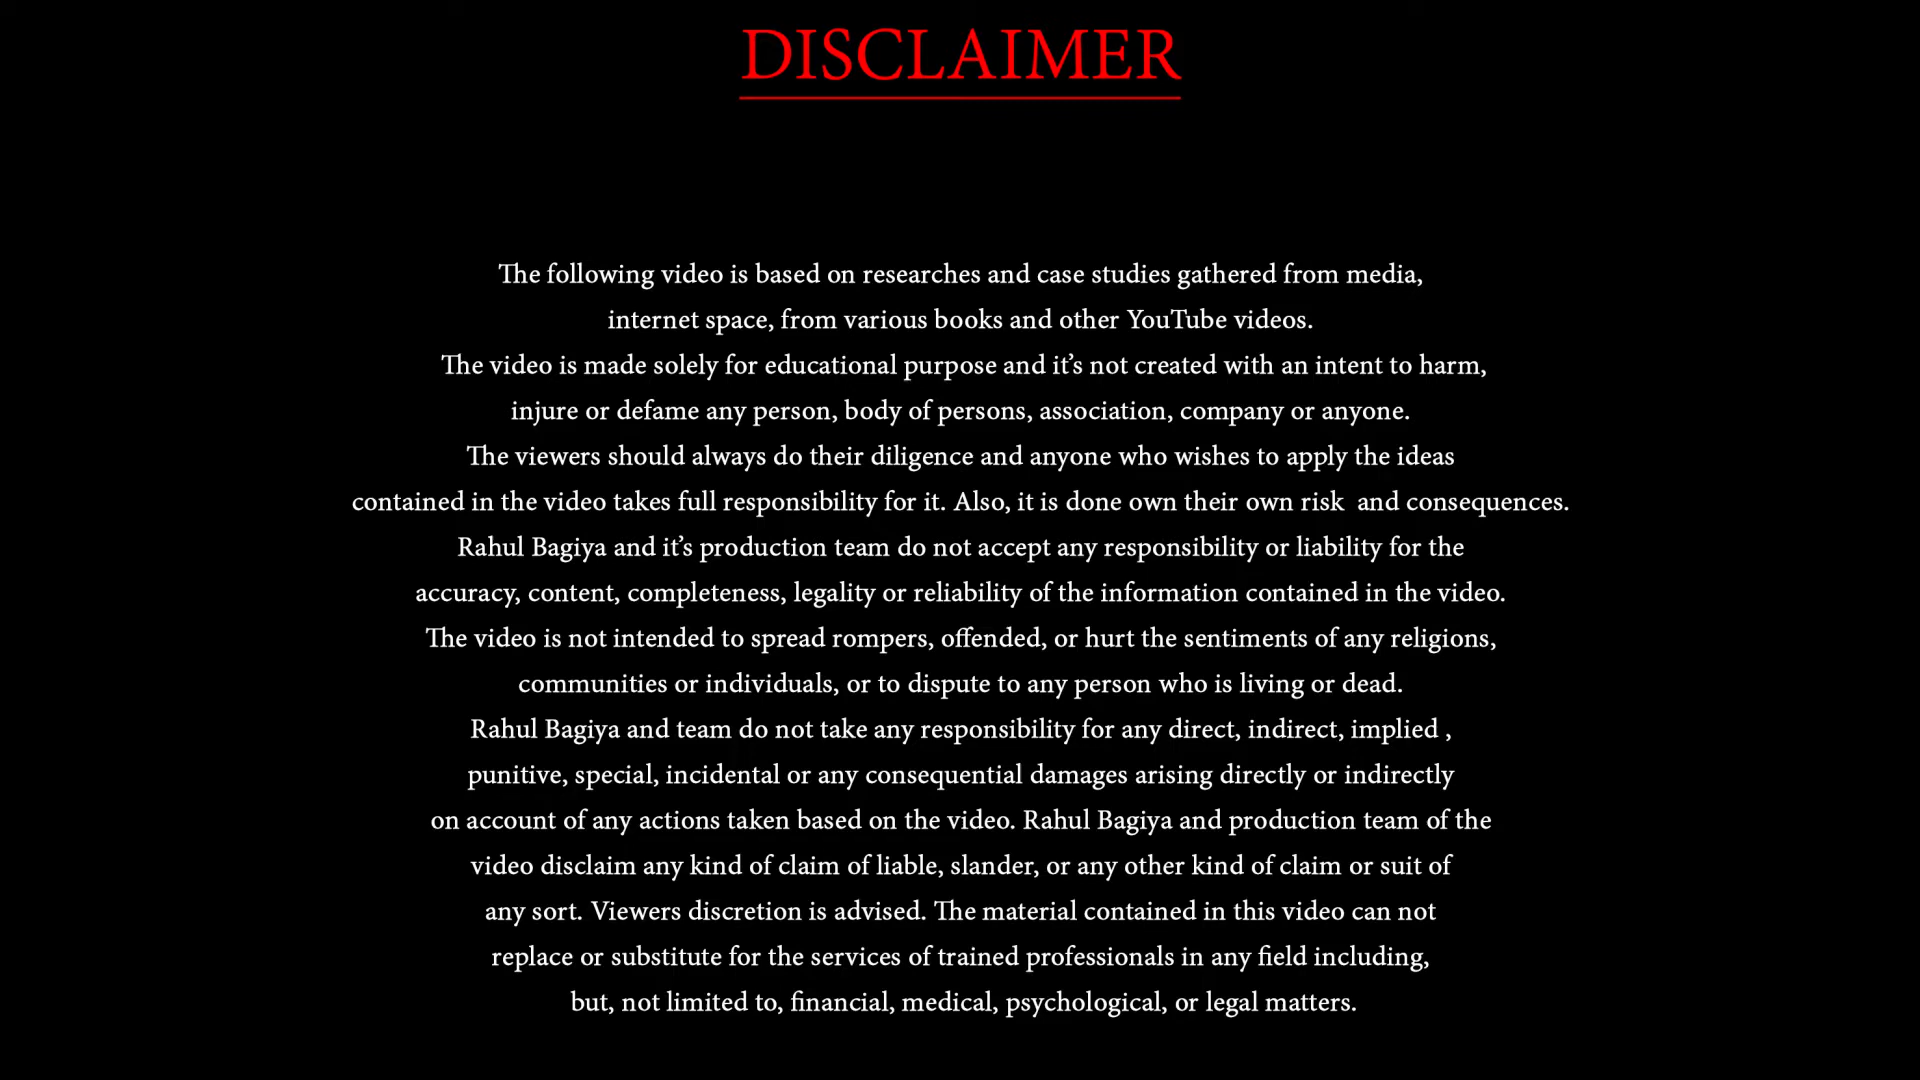 DISCLAIMER
The following video is based on researches and case studies gathered from media,
internet space, from various books and other YouTube videos.
The video is made solely for educational purpose and it’s not created with an intent to harm,
injure or defame any person, body of persons, association, company or anyone.
The viewers should always do their diligence and anyone who wishes to apply the ideas
contained in the video takes full responsibility for it. Also, it is done own their own risk  and consequences.
Rahul Bagiya and it’s production team do not accept any responsibility or liability for the
accuracy, content, completeness, legality or reliability of the information contained in the video.
The video is not intended to spread rompers, offended, or hurt the sentiments of any religions,
communities or individuals, or to dispute to any person who is living or dead.
Rahul Bagiya and team do not take any responsibility for any direct, indirect, implied ,
punitive, special, incidental or any consequential damages arising directly or indirectly
on account of any actions taken based on the video. Rahul Bagiya and production team of the
video disclaim any kind of claim of liable, slander, or any other kind of claim or suit of
any sort. Viewers discretion is advised. The material contained in this video can not
replace or substitute for the services of trained professionals in any field including,
but, not limited to, financial, medical, psychological, or legal matters.